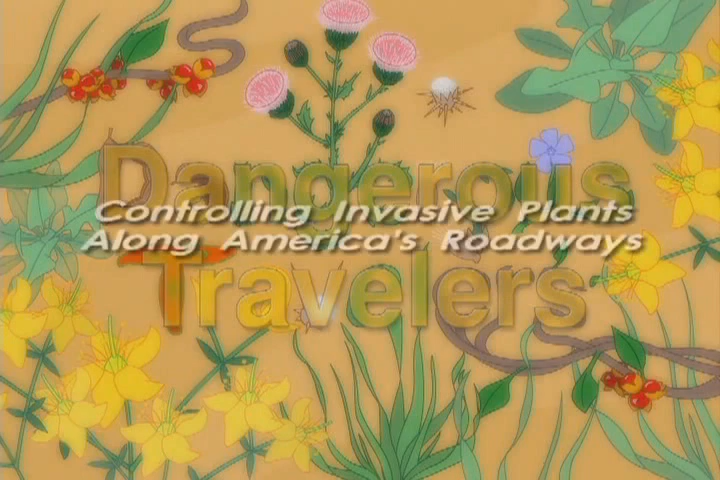 Dangerous
Controlling Invasive Plants
Along America's Roadways
Travelers